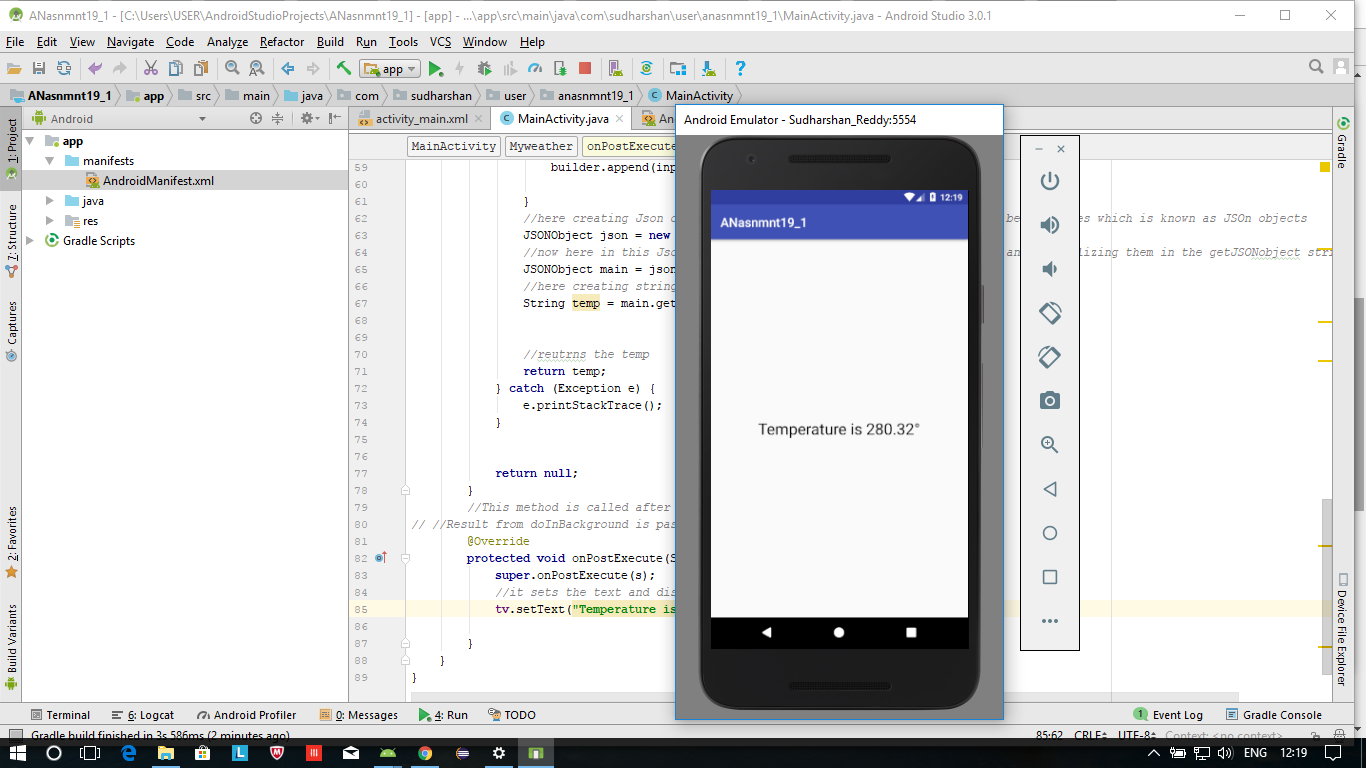 ANasnmnt19_1 - [C:\Users\USER\AndroidStudioProjects\ANasnmnt19_1] - [app] - ...\app\src\main\java\com\sudharshan\user\anasnmnt19_1\MainActivity.java - Android Studio 3.0.1
File Edit View Navigate Code Analyze Refactor Build Run Tools VCS Window Help
app
ANasnmnt19_1 app src main java com sudharshan user anasnmnt19_1 MainActivity
Android
activity_main.xml MainActivity.java An
Android Emulator - Sudharshan_Reddy:5554
MainActivity Myweather onPostExecute
1: Project
7: Structure
Captures
2: Favorites
Build Variants
app
manifests
AndroidManifest.xml
java
res
Gradle Scripts
59 builder.append(inp
60
61 }
62 //here creating Json o be es which is known as JSOn objects
63 JSONObject json = new
64 //now here in this Jso an lizing them in the getJSONobject stri
65 JSONObject main = json
66 //here creating string
67 String temp = main.get
68
69
70 //reutrns the temp
71 return temp;
72 } catch (Exception e) {
73 e.printStackTrace();
74 }
75
76
77 return null;
78 }
79 //This method is called after
80 // //Result from doInBackground is pas
81 @Override
82 protected void onPostExecute(S
83 super.onPostExecute(s);
84 //it sets the text and dis
85 tv.setText("Temperature is
86
87 }
88 }
89 }
12:19
ANasnmnt19_1
Temperature is 280.32°
Gradle
Device File Explorer
Terminal 6: Logcat Android Profiler 0: Messages 4: Run TODO 1 Event Log Gradle Console
Gradle build finished in 3s 586ms (2 minutes ago) 85:62 CRLF UTF-8 Context: <no context>
ENG 12:19